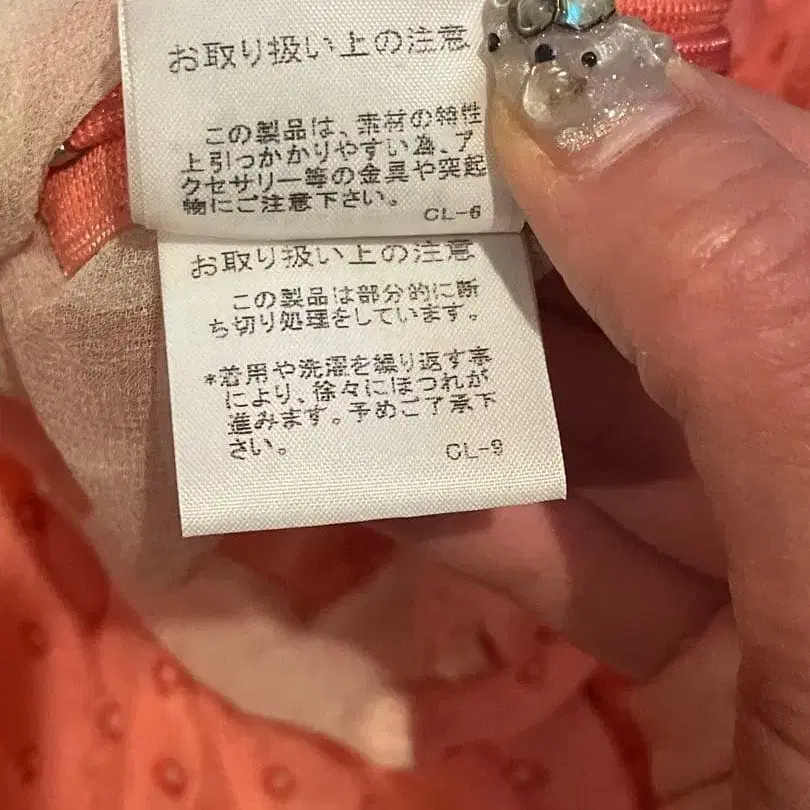 お取り扱い上の注意
この製品は、素材の特性
上引っかかりやすい為、ア
クセサリー等の金具や突起
物にご注意下さい。
CL-6
お取り扱い上の注意
この製品は部分的に断
ち切り処理をしています。
*着用や洗濯を繰り返す事
により、徐々にほつれが
進みます。予めご了承下
さい。
CL-9